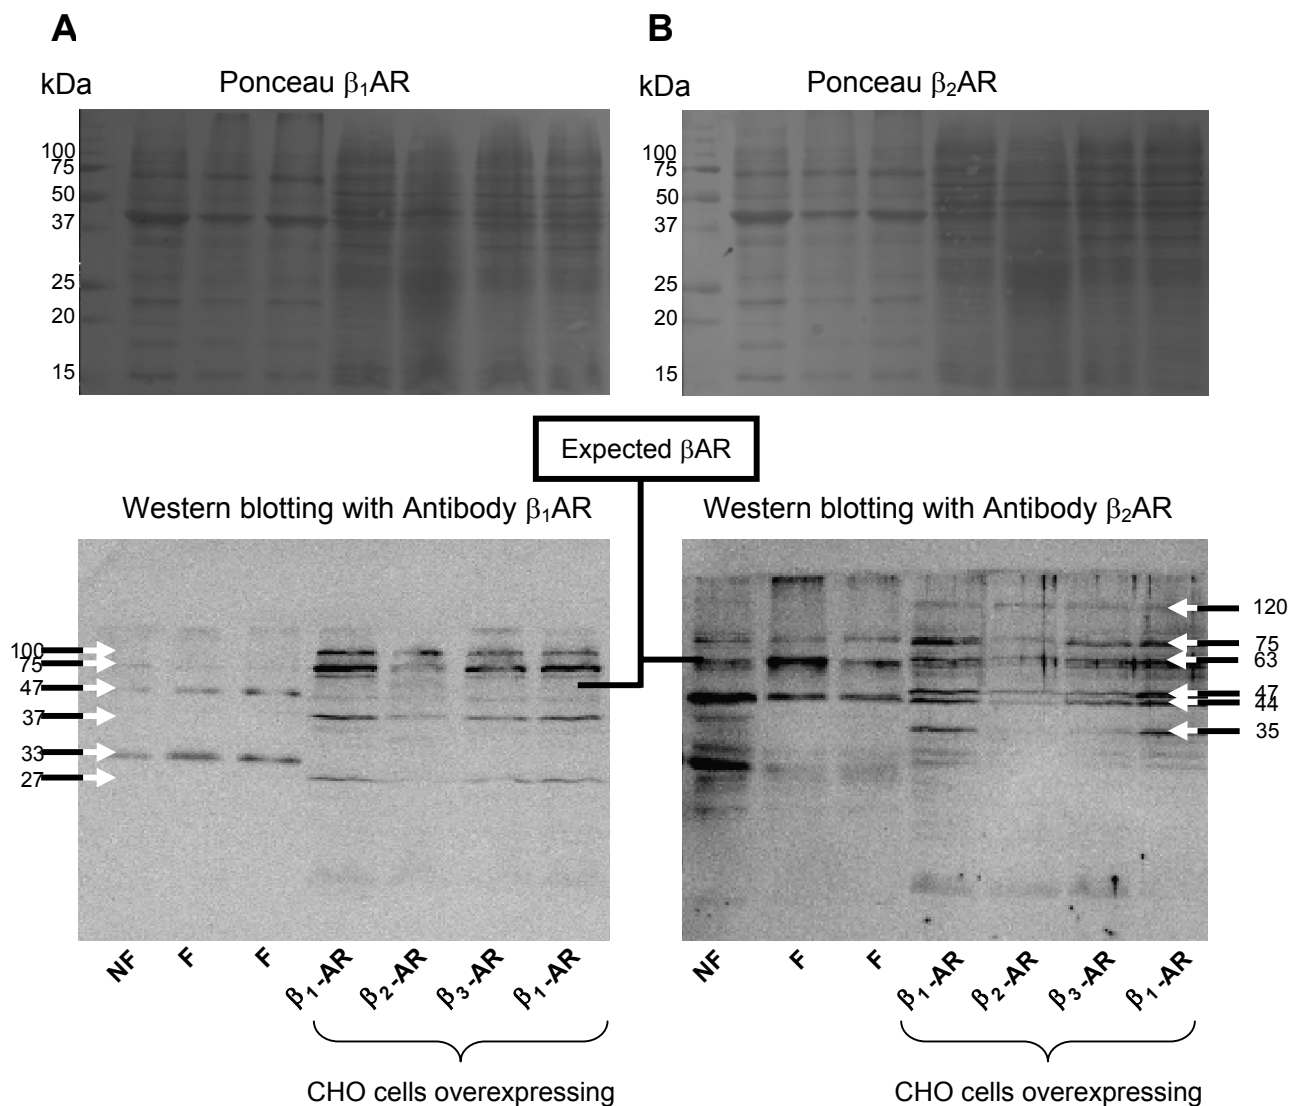 A
B
kDa
Ponceau β₁AR
kDa
Ponceau β₂AR
100
75
50
37
25
20
15
100
75
50
37
25
20
15
Expected βAR
Western blotting with Antibody β₁AR
Western blotting with Antibody β₂AR
100
75
47
37
33
27
120
75
63
47
44
35
NF
F
F
β₁-AR
β₂-AR
β₃-AR
β₁-AR
NF
F
F
β₁-AR
β₂-AR
β₃-AR
β₁-AR
CHO cells overexpressing
CHO cells overexpressing